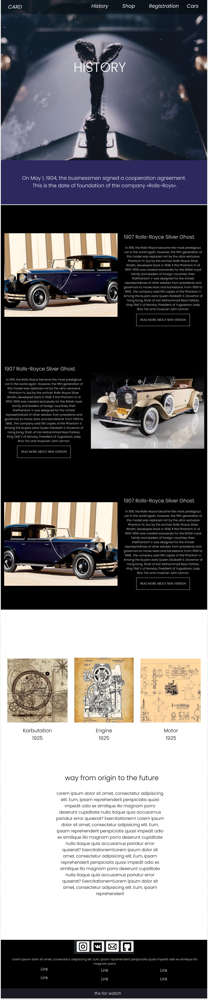 CARD
History Shop Registration Cars
HISTORY
HISTORY
On May 1, 1904, the businessmen signed a cooperation agreement.
This is the date of foundation of the company «Rolls-Roys».
1907 Rolls-Royce Silver Ghost.
In 1919, the Rolls-Royce became the most prestigious
car in the world again. However, the fifth generation of
this model was replaced not by the ultra-exclusive
Phantom IV, but by the archaic Rolls-Royce Silver
Wraith, developed back in 1938. If the Phantom IV of
1950-1956 was created exclusively for the British royal
family and leaders of foreign countries, then
thePhantom V was designed for the richest
representatives of other estates: from presidents and
governors to movie stars and bandstand. From 1959 to
1968 , the company sold 516 copies of the Phantom V.
Among the buyers were Queen Elizabeth II, Governor of
Hong Kong, Shah of Iran Mohammad Reza Pahlavi,
King Olaf V of Norway, President of Yugoslavia Josip
Broz Tito and musician John Lennon.
READ MORE ABOUT NEW VERSION
1907 Rolls-Royce Silver Ghost.
In 1919, the Rolls-Royce became the most prestigious
car in the world again. However, the fifth generation of
this model was replaced not by the ultra-exclusive
Phantom IV, but by the archaic Rolls-Royce Silver
Wraith, developed back in 1938. If the Phantom IV of
1950-1956 was created exclusively for the British royal
family and leaders of foreign countries, then
thePhantom V was designed for the richest
representatives of other estates: from presidents and
governors to movie stars and bandstand. From 1959 to
1968 , the company sold 516 copies of the Phantom V.
Among the buyers were Queen Elizabeth II, Governor of
Hong Kong, Shah of Iran Mohammad Reza Pahlavi,
King Olaf V of Norway, President of Yugoslavia Josip
Broz Tito and musician John Lennon.
READ MORE ABOUT NEW VERSION
BP 8742
1907 Rolls-Royce Silver Ghost.
In 1919, the Rolls-Royce became the most prestigious
car in the world again. However, the fifth generation of
this model was replaced not by the ultra-exclusive
Phantom IV, but by the archaic Rolls-Royce Silver
Wraith, developed back in 1938. If the Phantom IV of
1950-1956 was created exclusively for the British royal
family and leaders of foreign countries, then
thePhantom V was designed for the richest
representatives of other estates: from presidents and
governors to movie stars and bandstand. From 1959 to
1968 , the company sold 516 copies of the Phantom V.
Among the buyers were Queen Elizabeth II, Governor of
Hong Kong, Shah of Iran Mohammad Reza Pahlavi,
King Olaf V of Norway, President of Yugoslavia Josip
Broz Tito and musician John Lennon.
READ MORE ABOUT NEW VERSION
Fig 11
Karbutation
1925
Engine
1925
Motor
1925
way from origin to the future
Lorem ipsum dolor sit amet, consectetur adipisicing
elit. Eum, ipsam reprehenderit perspiciatis quasi
impedit odio ex similique illo magnam porro
deserunt cupiditate nulla itaque quia accusamus
pariatur error quaerat? Exercitationem! Lorem ipsum
dolor sit amet, consectetur adipisicing elit. Eum,
ipsam reprehenderit perspiciatis quasi impedit odio
ex similique illo magnam porro deserunt cupiditate
nulla itaque quia accusamus pariatur error
quaerat? Exercitationem!Lorem ipsum dolor sit
amet, consectetur adipisicing elit. Eum, ipsam
reprehenderit perspiciatis quasi impedit odio ex
similique illo magnam porro deserunt cupiditate
nulla itaque quia accusamus pariatur error
quaerat? Exercitationem!Lorem ipsum dolor sit
amet, consectetur adipisicing elit. Eum, ipsam
reprehenderit
Lorem ipsum dolor sit amet, consectetur adipisicing elit. Eum, ipsam reprehenderit perspiciatis quasi impedit odio ex similique illo
magnam porro
Link Link Link
Link Link Link
thx for watch